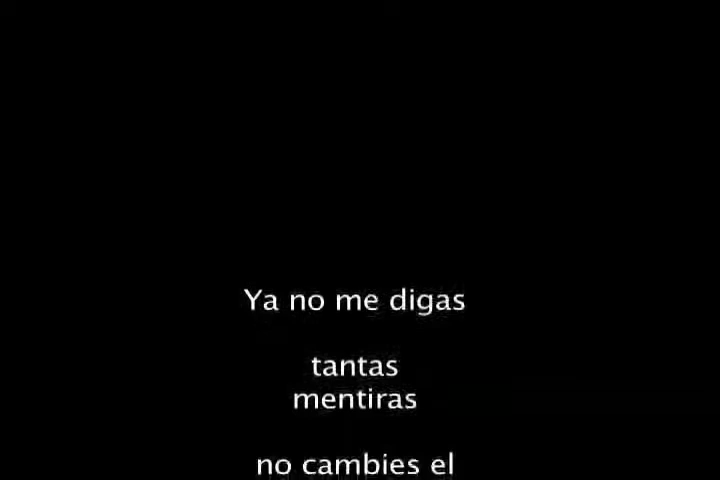 Ya no me digas
tantas
mentiras
no cambies el